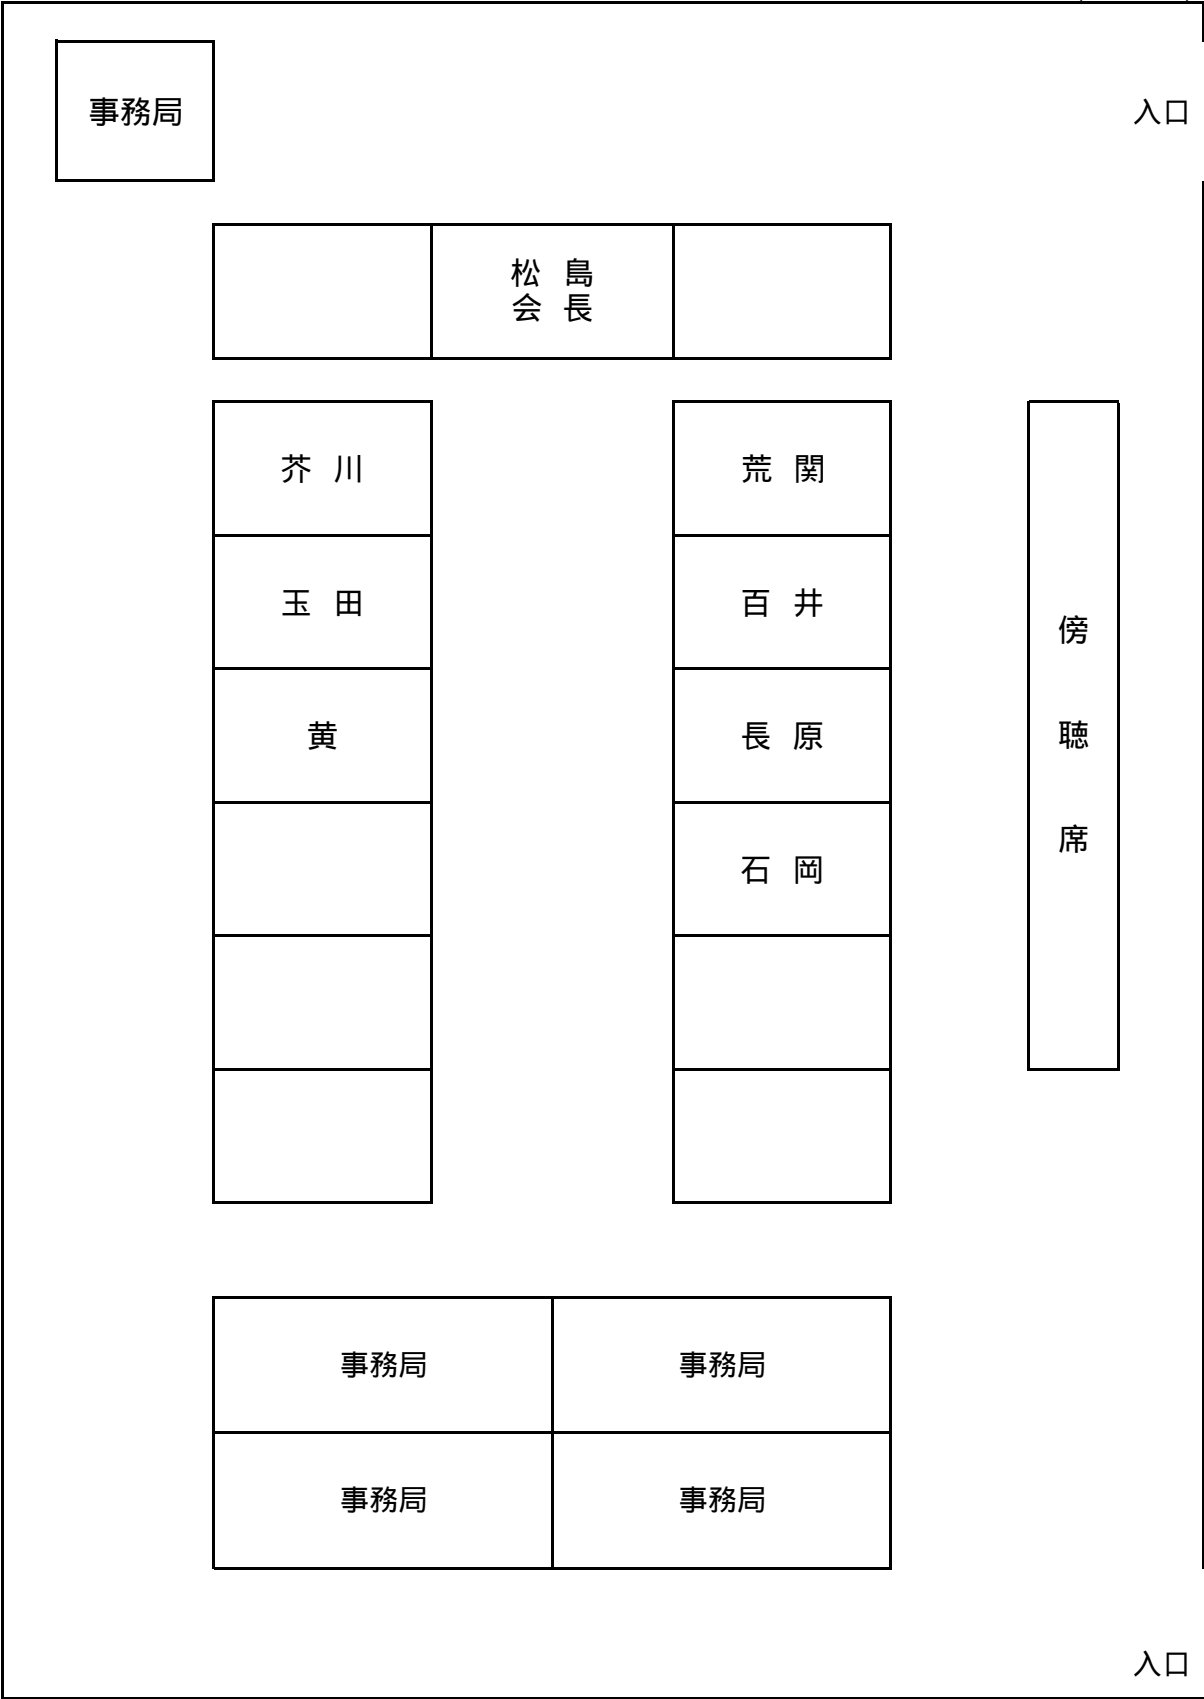 事務局
入口
松 島
会 長
芥 川
荒 関
玉 田
百 井
黄
長 原
石 岡
傍
聴
席
事務局
事務局
事務局
事務局
入口